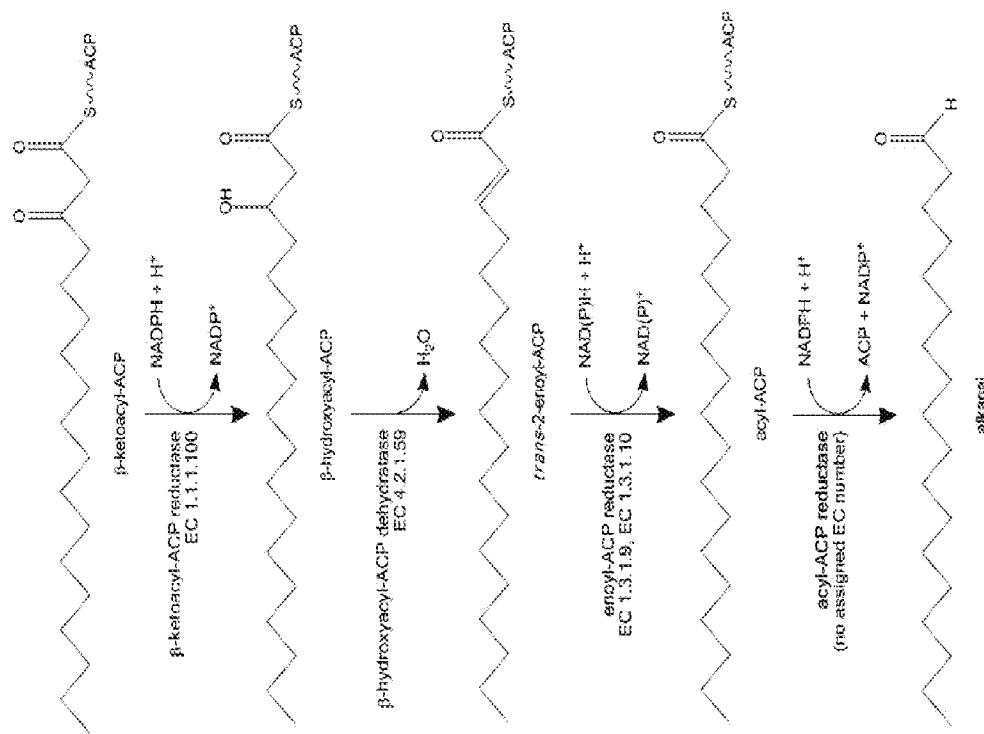 O O
S ACP
β-ketoacyl-ACP
β-ketoacyl-ACP reductase
EC 1.1.1.100
NADPH + H⁺
NADP⁺
OH O
S ACP
β-hydroxyacyl-ACP
β-hydroxyacyl-ACP dehydratase
EC 4.2.1.59
H₂O
O
S ACP
trans-2-enoyl-ACP
enoyl-ACP reductase
EC 1.3.1.9, EC 1.3.1.10
NAD(P)H + H⁺
NAD(P)⁺
O
S ACP
acyl-ACP
acyl-ACP reductase
(no assigned EC number)
NADPH + H⁺
ACP + NADP⁺
O
H
alkanal